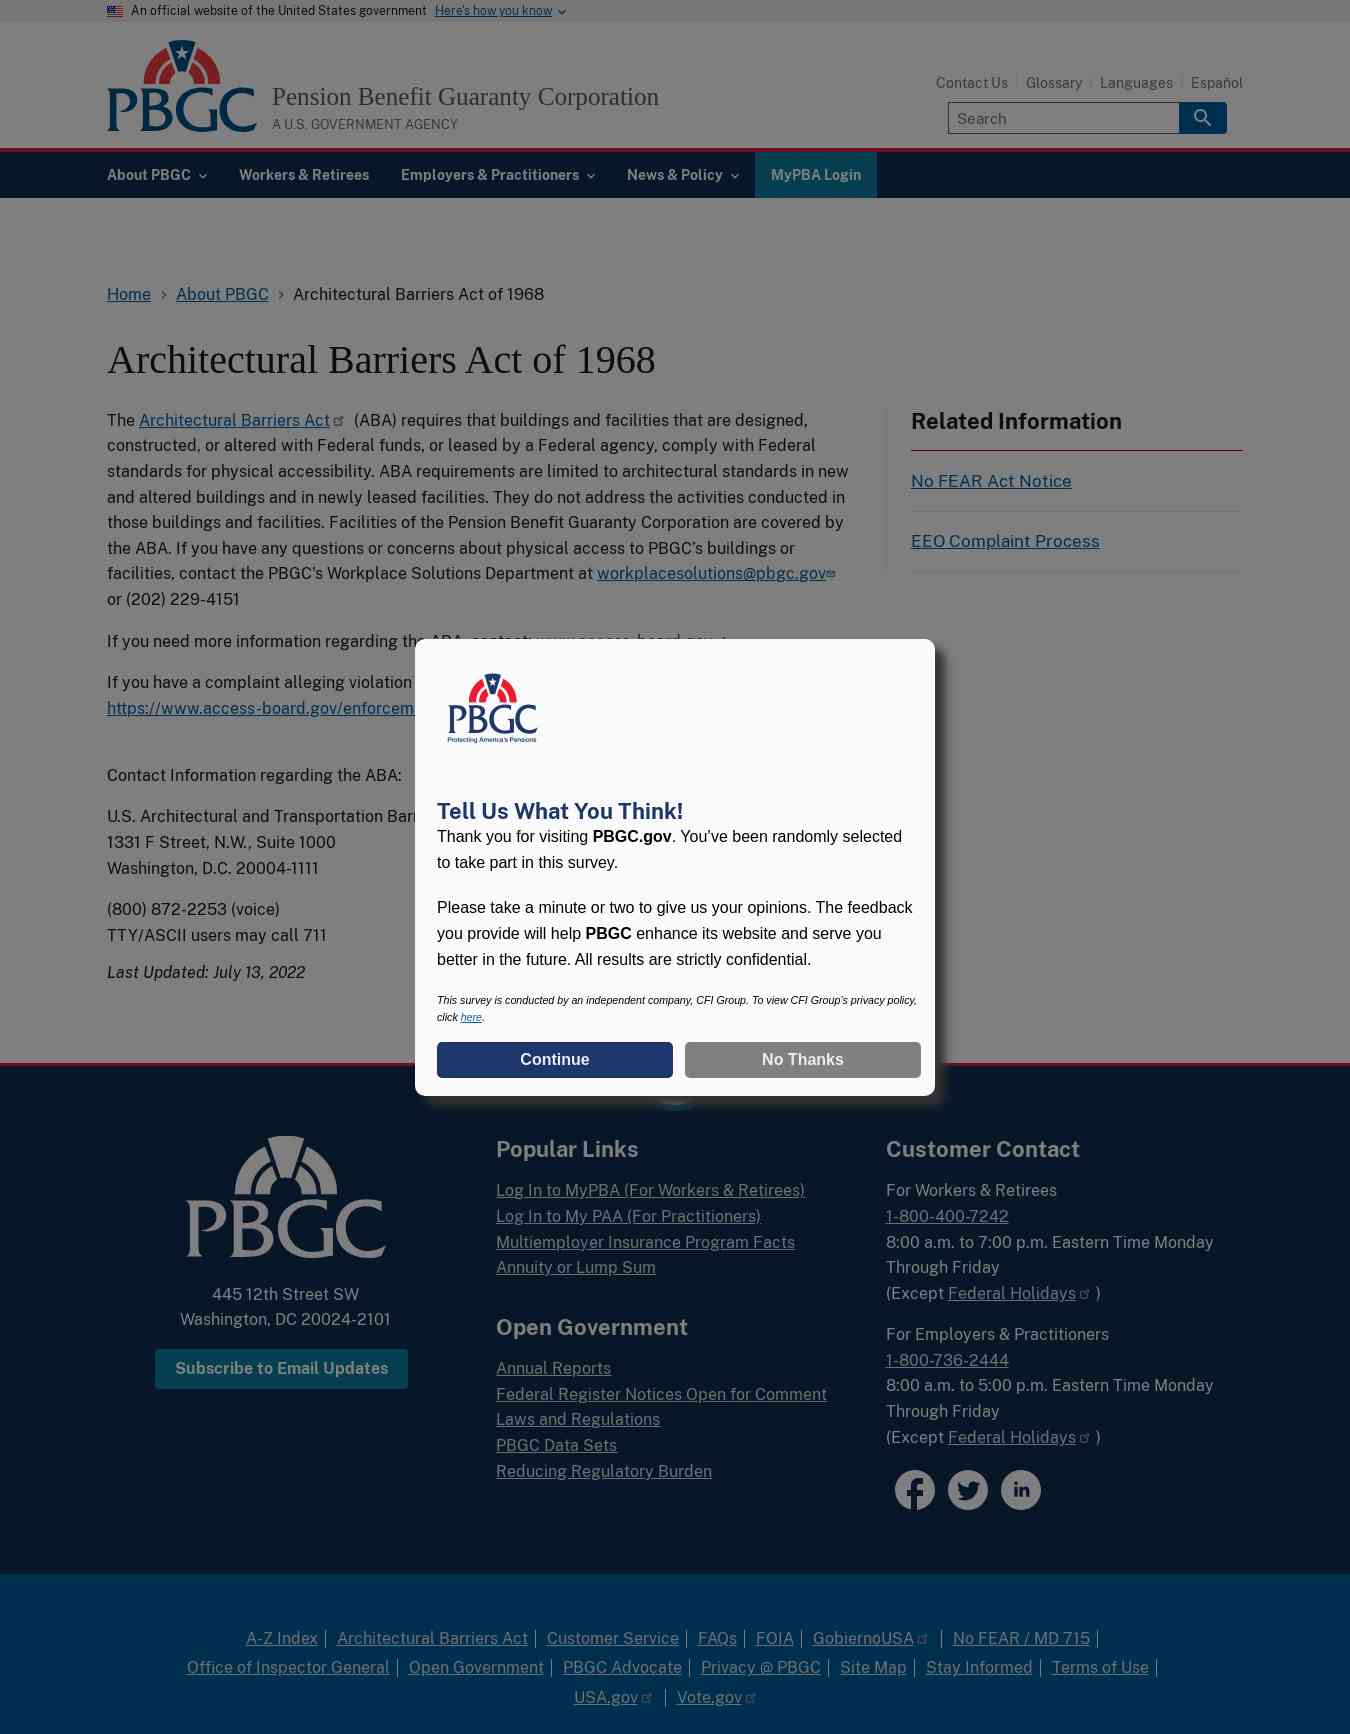 An official website of the United States government Here's how you know
PBGC
Pension Benefit Guaranty Corporation
A U.S. GOVERNMENT AGENCY
Contact Us Glossary Languages Español
Search
About PBGC Workers & Retirees Employers & Practitioners News & Policy MyPBA Login
Home About PBGC Architectural Barriers Act of 1968
Architectural Barriers Act of 1968
The Architectural Barriers Act (ABA) requires that buildings and facilities that are designed,
constructed, or altered with Federal funds, or leased by a Federal agency, comply with Federal
standards for physical accessibility. ABA requirements are limited to architectural standards in new
and altered buildings and in newly leased facilities. They do not address the activities conducted in
those buildings and facilities. Facilities of the Pension Benefit Guaranty Corporation are covered by
the ABA. If you have any questions or concerns about physical access to PBGC's buildings or
facilities, contact the PBGC's Workplace Solutions Department at workplacesolutions@pbgc.gov
or (202) 229-4151
If you need more information regarding the ABA, contact: www.access-board.gov
If you have a complaint alleging violation
https://www.access-board.gov/enforcem
Contact Information regarding the ABA:
U.S. Architectural and Transportation Barr
1331 F Street, N.W., Suite 1000
Washington, D.C. 20004-1111
(800) 872-2253 (voice)
TTY/ASCII users may call 711
Last Updated: July 13, 2022
Related Information
No FEAR Act Notice
EEO Complaint Process
PBGC
Protecting America's Pensions
Tell Us What You Think!
Thank you for visiting PBGC.gov. You've been randomly selected
to take part in this survey.
Please take a minute or two to give us your opinions. The feedback
you provide will help PBGC enhance its website and serve you
better in the future. All results are strictly confidential.
This survey is conducted by an independent company, CFI Group. To view CFI Group's privacy policy,
click here.
Continue No Thanks
PBGC
445 12th Street SW
Washington, DC 20024-2101
Subscribe to Email Updates
Popular Links
Log In to MyPBA (For Workers & Retirees)
Log In to My PAA (For Practitioners)
Multiemployer Insurance Program Facts
Annuity or Lump Sum
Open Government
Annual Reports
Federal Register Notices Open for Comment
Laws and Regulations
PBGC Data Sets
Reducing Regulatory Burden
Customer Contact
For Workers & Retirees
1-800-400-7242
8:00 a.m. to 7:00 p.m. Eastern Time Monday
Through Friday
(Except Federal Holidays )
For Employers & Practitioners
1-800-736-2444
8:00 a.m. to 5:00 p.m. Eastern Time Monday
Through Friday
(Except Federal Holidays )
A-Z Index Architectural Barriers Act Customer Service FAQs FOIA GobiernoUSA No FEAR / MD 715
Office of Inspector General Open Government PBGC Advocate Privacy @ PBGC Site Map Stay Informed Terms of Use
USA.gov Vote.gov